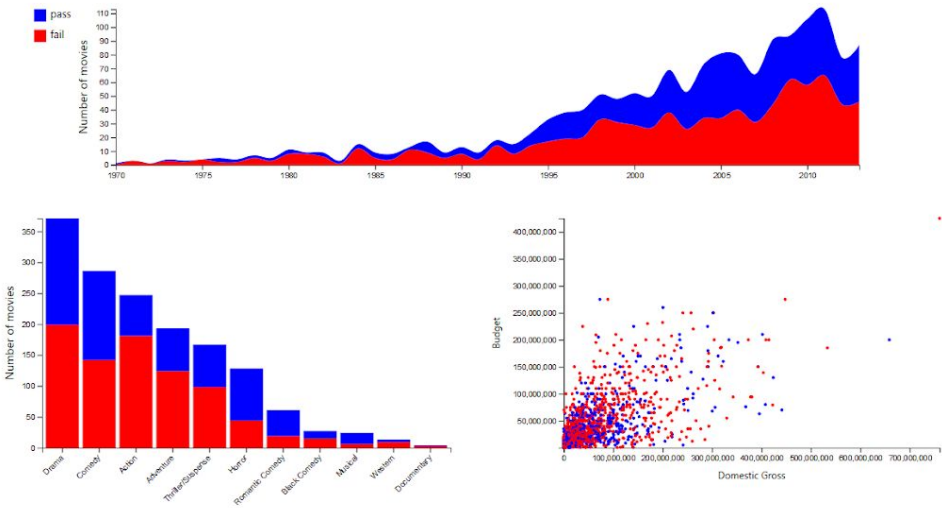 pass
fail
Number of movies
110
100
90
80
70
60
50
40
30
20
10
0
1970
1975
1980
1985
1990
1995
2000
2005
2010
Number of movies
350
300
250
200
150
100
50
0
Drama
Comedy
Action
Adventure
Thriller/Suspense
Horror
Romantic Comedy
Black Comedy
Musical
Western
Documentary
Budget
400,000,000
350,000,000
300,000,000
250,000,000
200,000,000
150,000,000
100,000,000
50,000,000
0
100,000,000
200,000,000
300,000,000
400,000,000
500,000,000
600,000,000
700,000,000
Domestic Gross